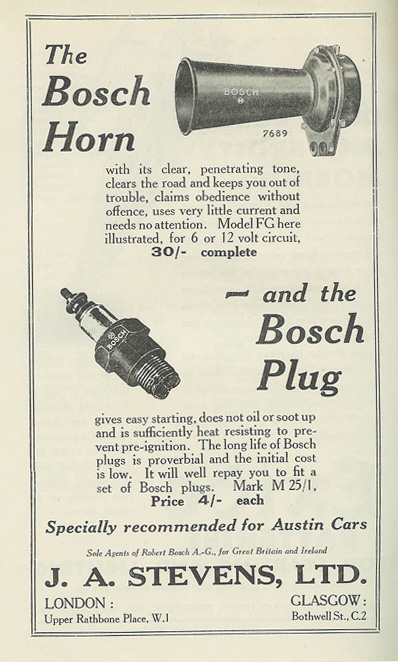 The
Bosch
Horn
BOSCH
7689
with its clear, penetrating tone,
clears the road and keeps you out of
trouble, claims obedience without
offence, uses very little current and
needs no attention. Model FG here
illustrated, for 6 or 12 volt circuit,
30/- complete
— and the
Bosch
Plug
BOSCH
gives easy starting, does not oil or soot up
and is sufficiently heat resisting to pre-
vent pre-ignition. The long life of Bosch
plugs is proverbial and the initial cost
is low. It will well repay you to fit a
set of Bosch plugs. Mark M 25/1,
Price 4/- each
Specially recommended for Austin Cars
Sole Agents of Robert Bosch A.-G., for Great Britain and Ireland
J. A. STEVENS, LTD.
LONDON : GLASGOW :
Upper Rathbone Place, W.1 Bothwell St., C.2